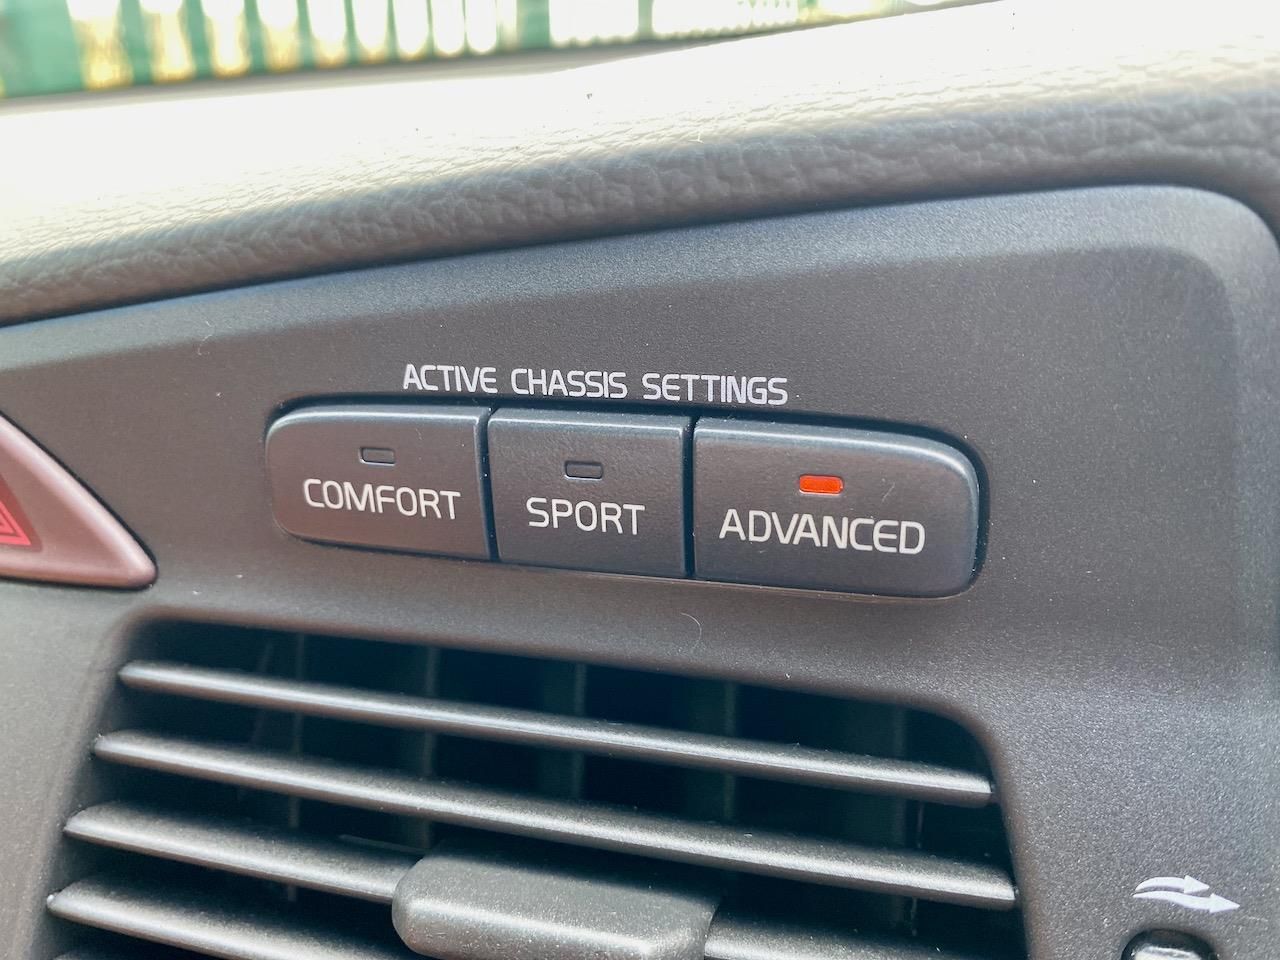 ACTIVE CHASSIS SETTINGS
COMFORT
SPORT
ADVANCED